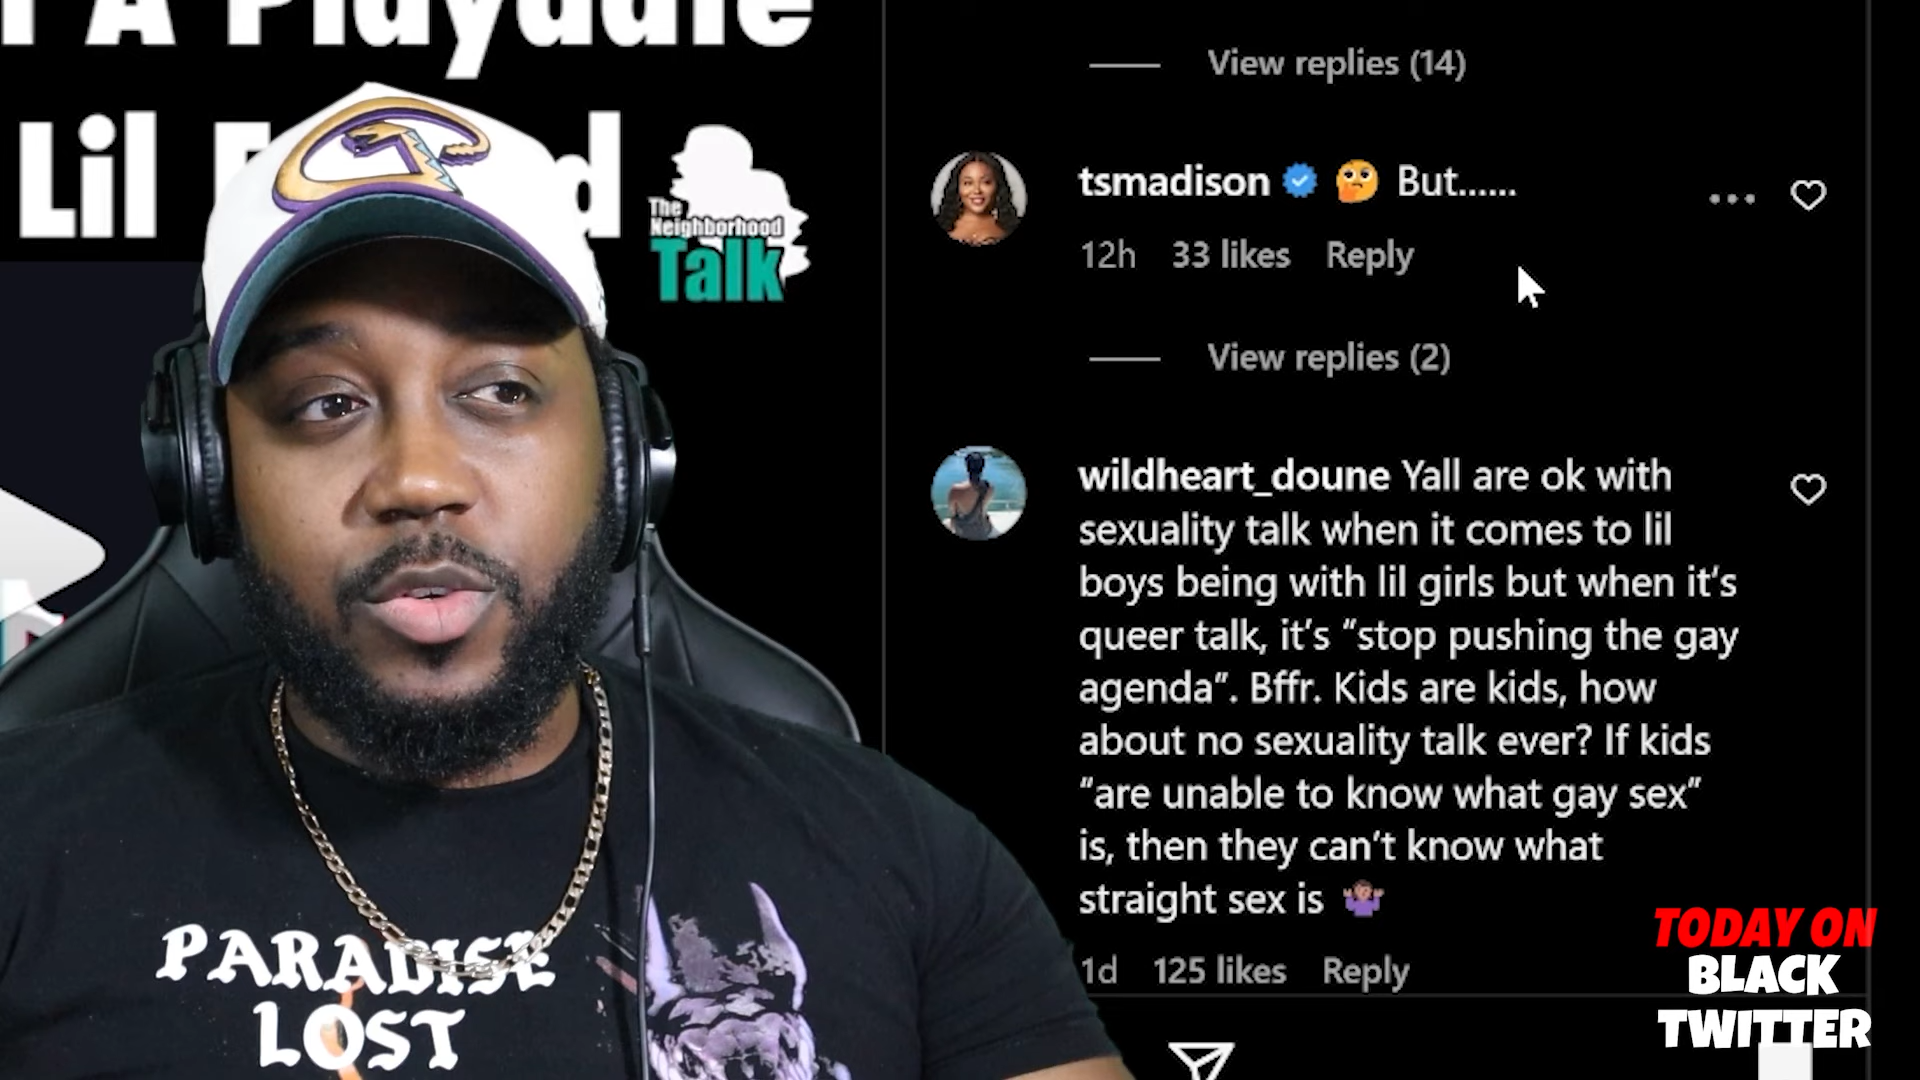 A Playdate
Lil
d
The
Neighborhood
Talk
PARADISE
LOST
View replies (14)
tsmadison 🤔 But......
12h 33 likes Reply
View replies (2)
wildheart_doune Yall are ok with
sexuality talk when it comes to lil
boys being with lil girls but when it's
queer talk, it's “stop pushing the gay
agenda”. Bffr. Kids are kids, how
about no sexuality talk ever? If kids
“are unable to know what gay sex”
is, then they can't know what
straight sex is 🤷🏽‍♂️
1d 125 likes Reply
TODAY ON
BLACK
TWITTER